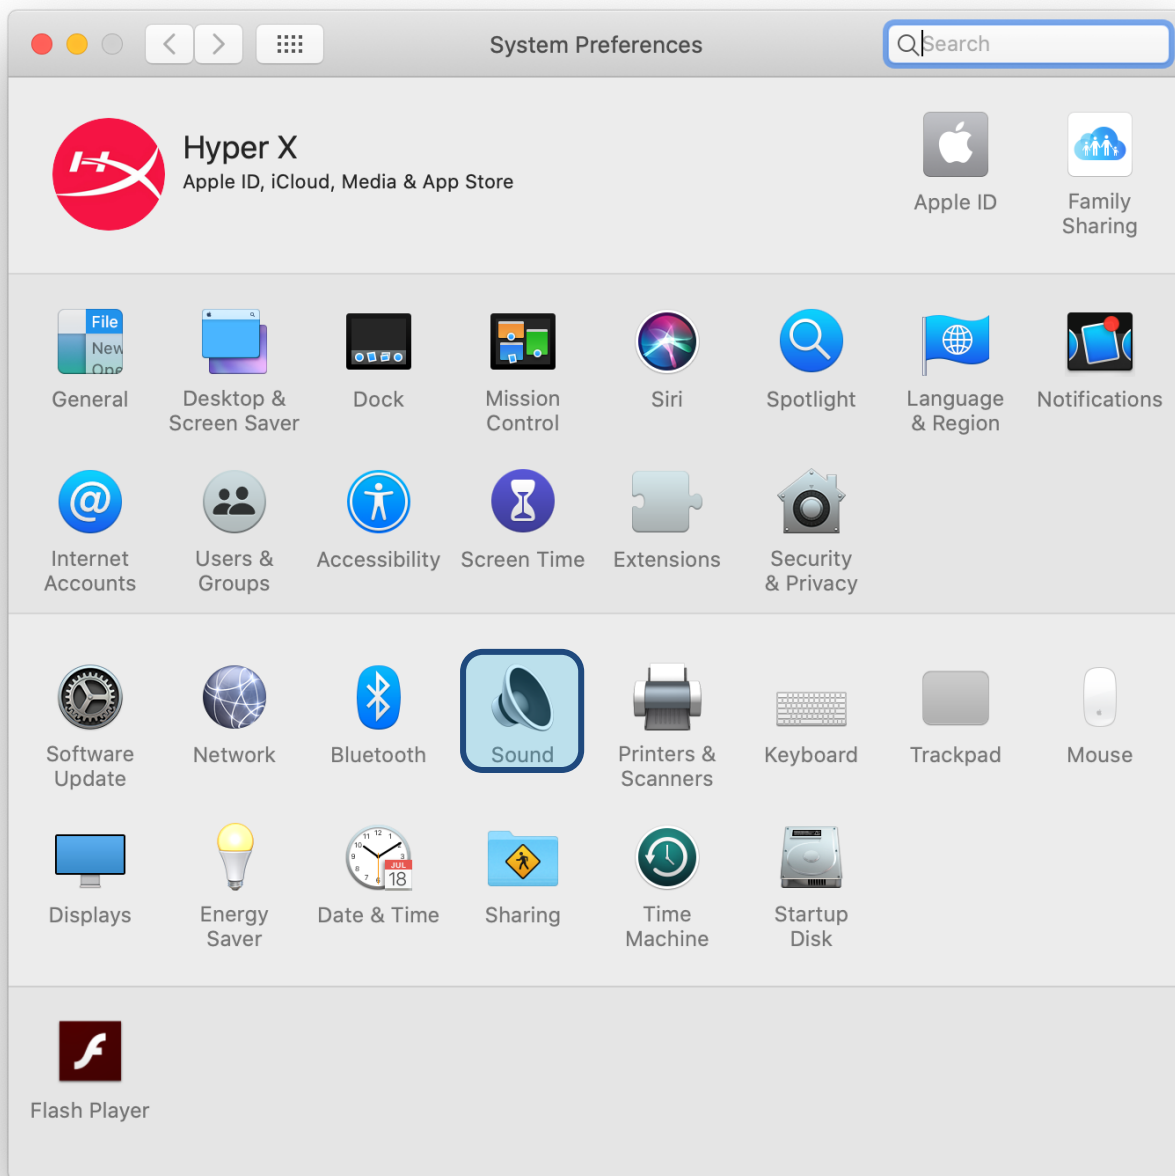 System Preferences
Search
HX
Hyper X
Apple ID, iCloud, Media & App Store
Apple ID
Family
Sharing
File
New
Ope
General
Desktop &
Screen Saver
Dock
Mission
Control
Siri
Spotlight
Language
& Region
Notifications
@
Internet
Accounts
Users &
Groups
Accessibility
Screen Time
Extensions
Security
& Privacy
Software
Update
Network
Bluetooth
Sound
Printers &
Scanners
Keyboard
Trackpad
Mouse
Displays
Energy
Saver
JUL
18
Date & Time
Sharing
Time
Machine
Startup
Disk
Flash Player